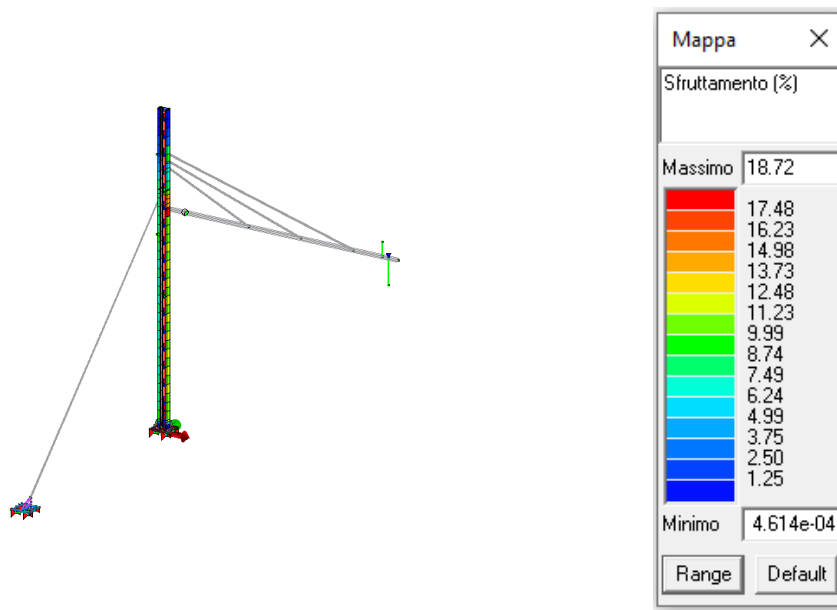 Mappa
Sfruttamento (%)
Massimo 18.72
17.48
16.23
14.98
13.73
12.48
11.23
9.99
8.74
7.49
6.24
4.99
3.75
2.50
1.25
Minimo 4.614e-04
Range Default